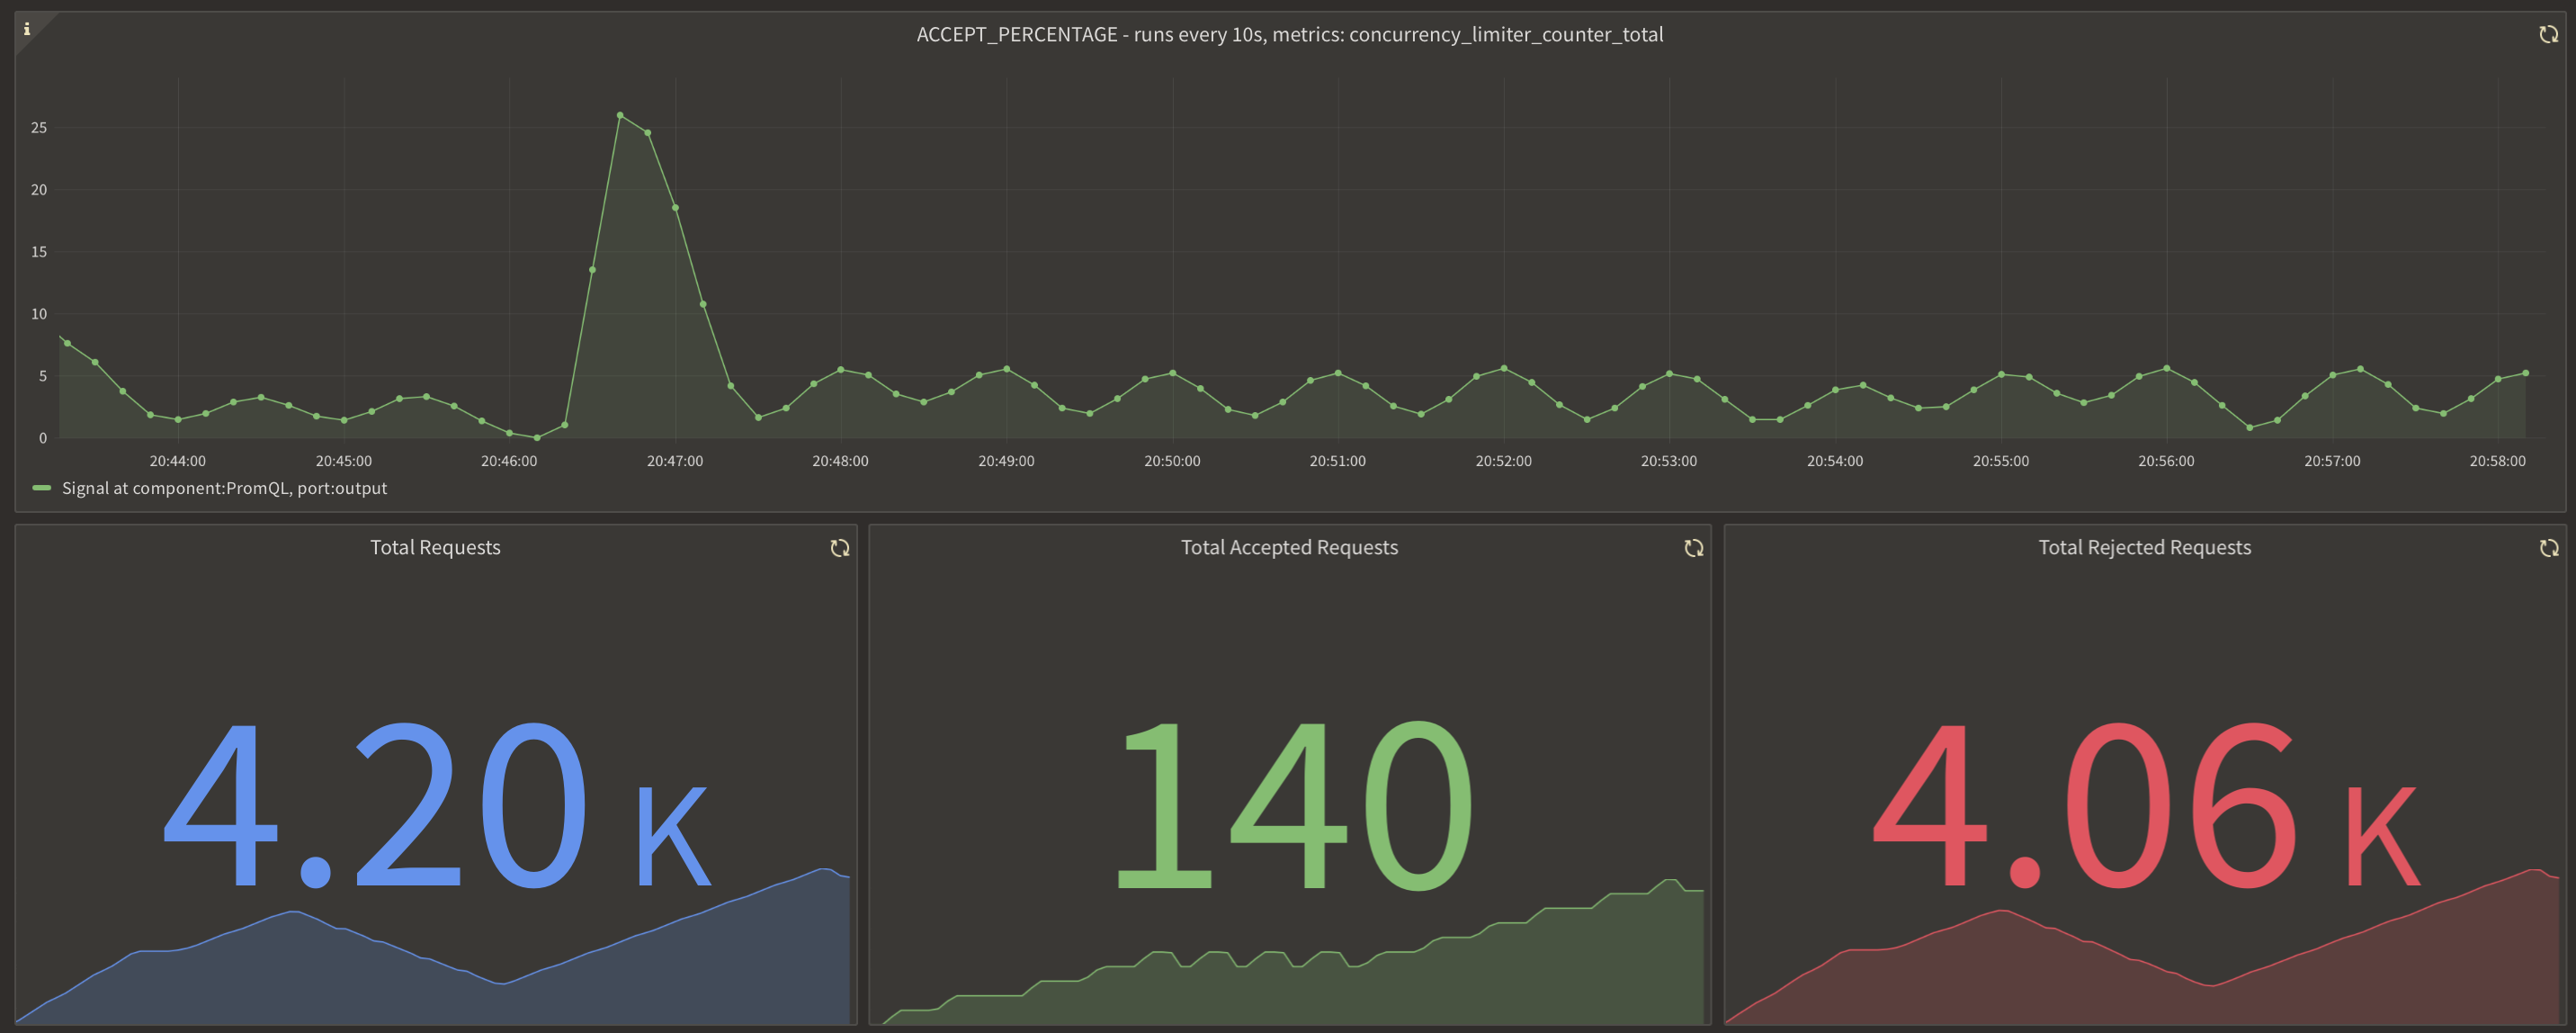 i
ACCEPT_PERCENTAGE - runs every 10s, metrics: concurrency_limiter_counter_total
25
20
15
10
5
0
20:44:00 20:45:00 20:46:00 20:47:00 20:48:00 20:49:00 20:50:00 20:51:00 20:52:00 20:53:00 20:54:00 20:55:00 20:56:00 20:57:00 20:58:00
Signal at component:PromQL, port:output
Total Requests
4.20 K
Total Accepted Requests
140
Total Rejected Requests
4.06 K